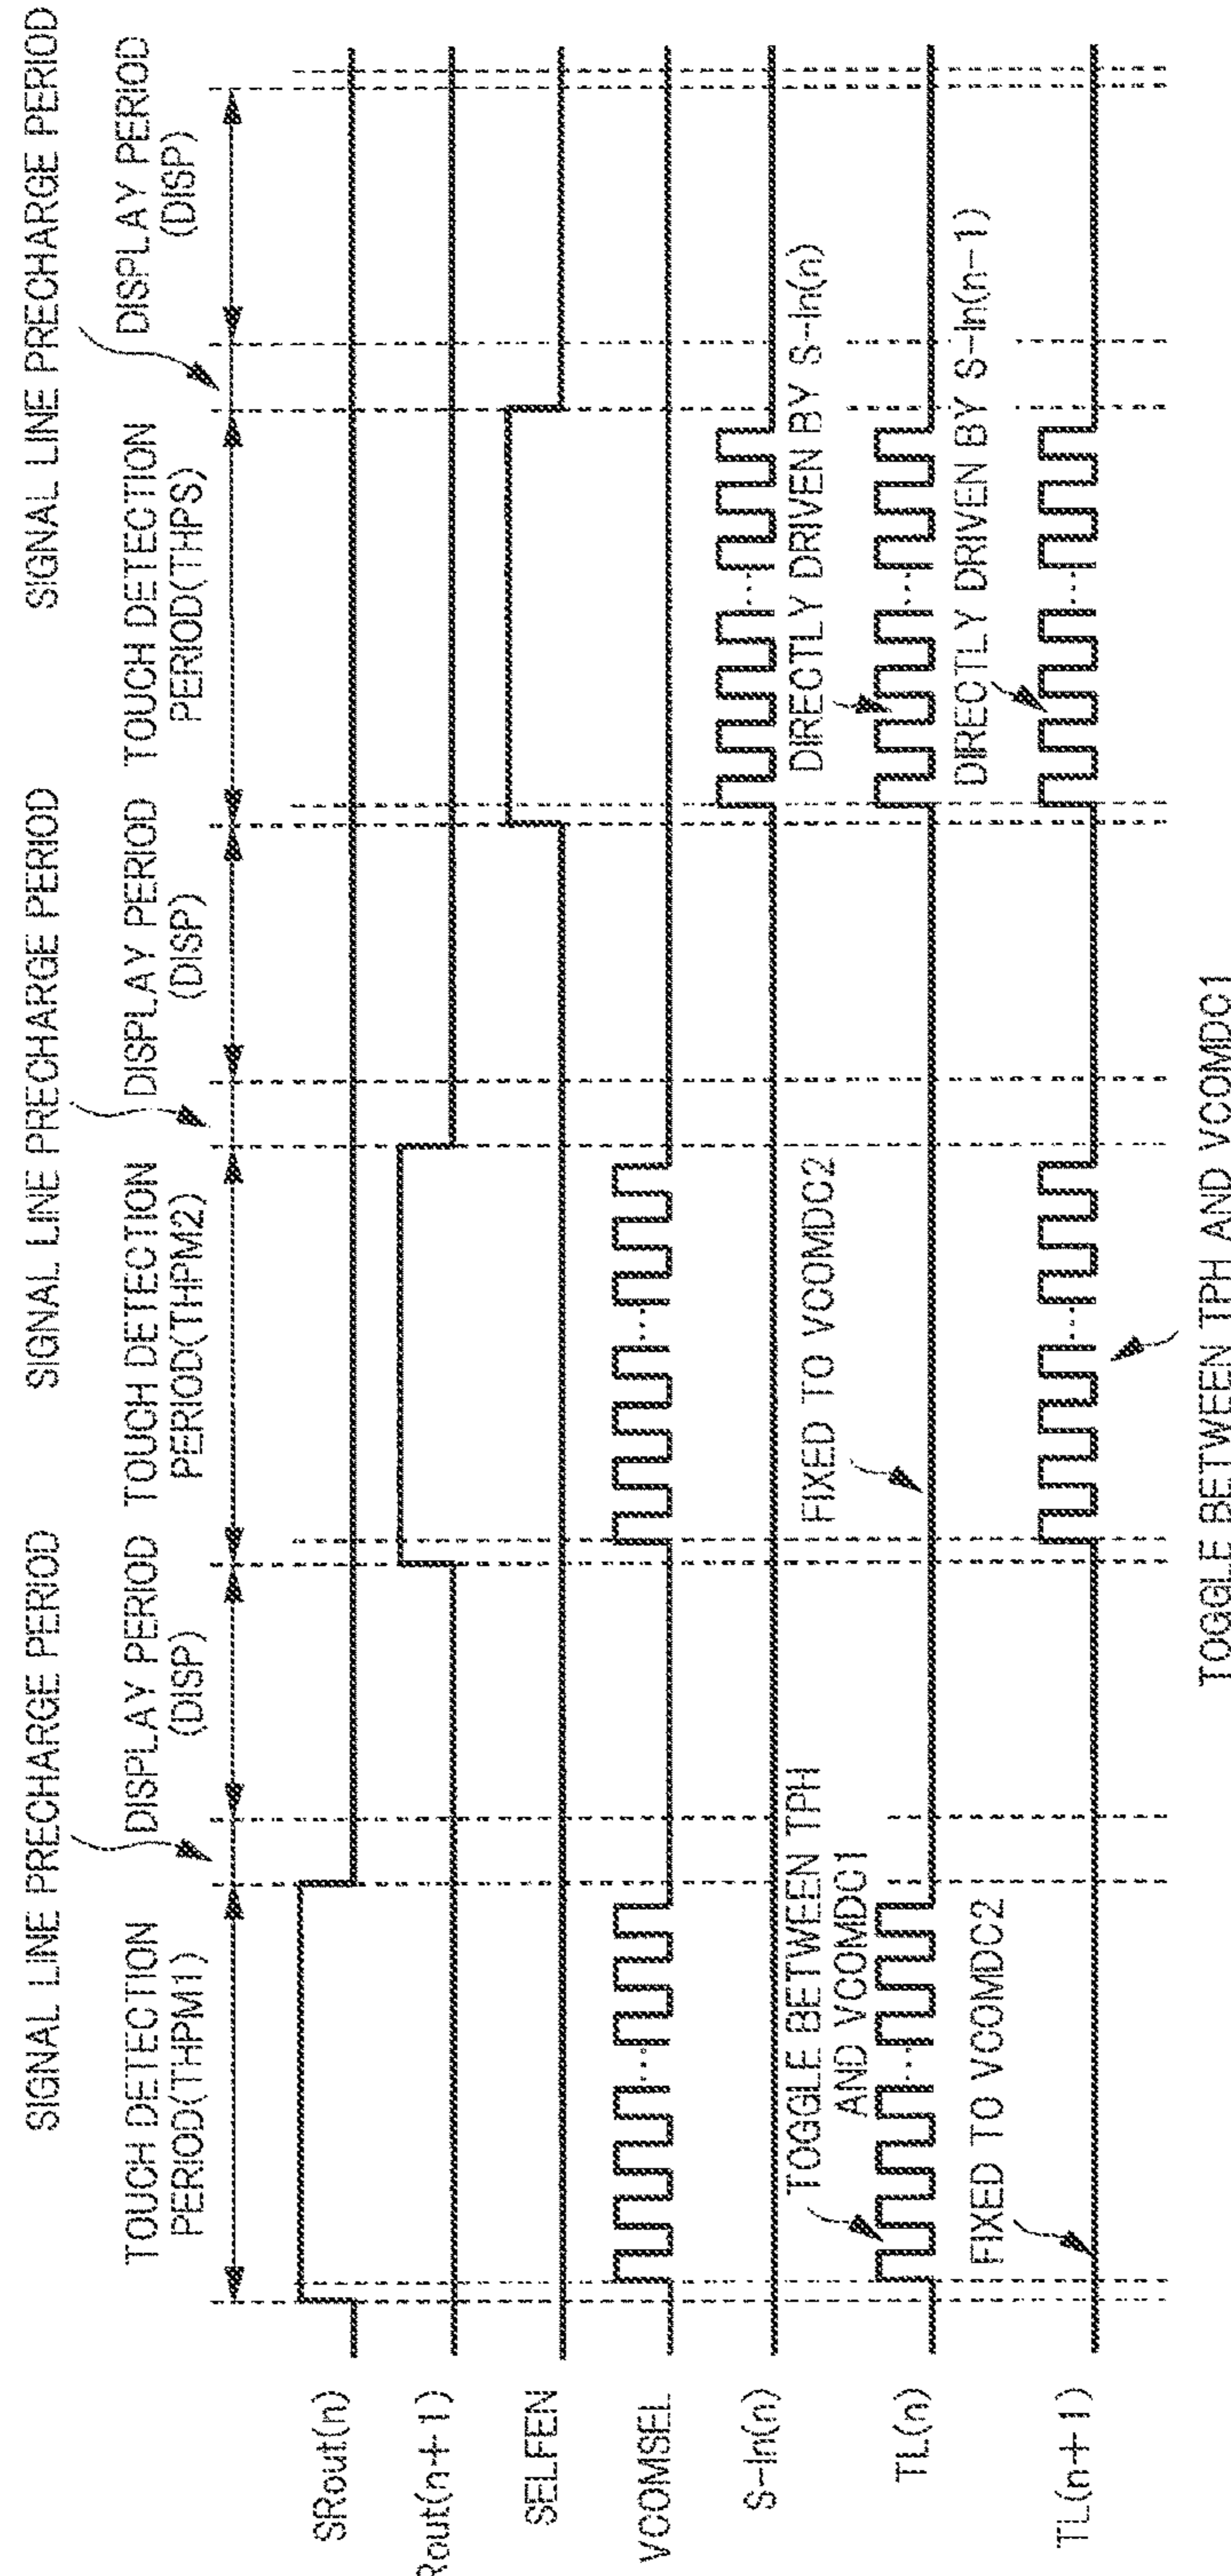 SIGNAL LINE PRECHARGE PERIOD
SIGNAL LINE PRECHARGE PERIOD
SIGNAL LINE PRECHARGE PERIOD
TOUCH DETECTION
PERIOD(THPM1)
DISPLAY PERIOD
(DISP)
TOUCH DETECTION
PERIOD(THPM2)
DISPLAY PERIOD
(DISP)
TOUCH DETECTION
PERIOD(THPS)
DISPLAY PERIOD
(DISP)
SRout(n)
Rout(n+1)
SELFEN
VCOMSEL
S-In(n)
TOGGLE BETWEEN TPH
AND VCOMDC1
FIXED TO VCOMDC2
DIRECTLY DRIVEN BY S-In(n)
TL(n)
FIXED TO VCOMDC2
DIRECTLY DRIVEN BY S-In(n-1)
TL(n+1)
TOGGLE BETWEEN TPH AND VCOMDC1